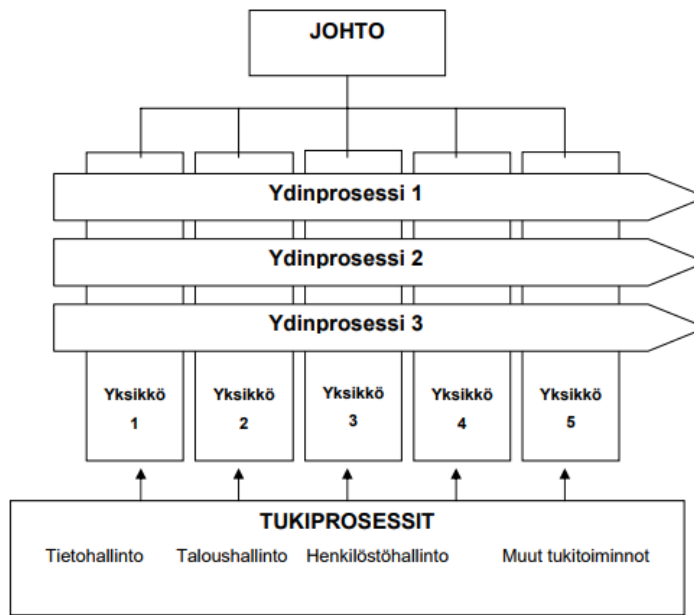 JOHTO
Ydinprosessi 1
Ydinprosessi 2
Ydinprosessi 3
Yksikkö
1
Yksikkö
2
Yksikkö
3
Yksikkö
4
Yksikkö
5
TUKIPROSESSIT
Tietohallinto Taloushallinto Henkilöstöhallinto Muut tukitoiminnot